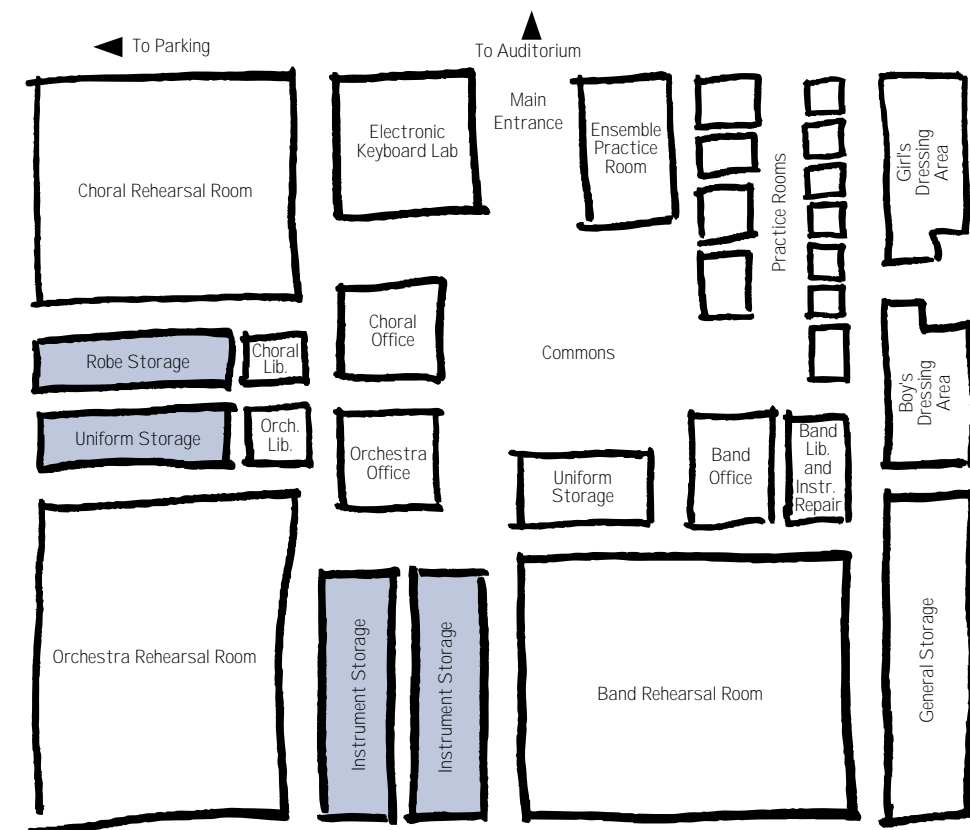 To Parking
To Auditorium
Main
Entrance
Electronic
Keyboard Lab
Ensemble
Practice
Room
Choral Rehearsal Room
Practice Rooms
Girl's
Dressing
Area
Choral
Office
Commons
Robe Storage
Choral
Lib.
Boy's
Dressing
Area
Uniform Storage
Orch.
Lib.
Orchestra
Office
Uniform
Storage
Band
Office
Band
Lib.
and
Instr.
Repair
Orchestra Rehearsal Room
Instrument Storage
Instrument Storage
Band Rehearsal Room
General Storage